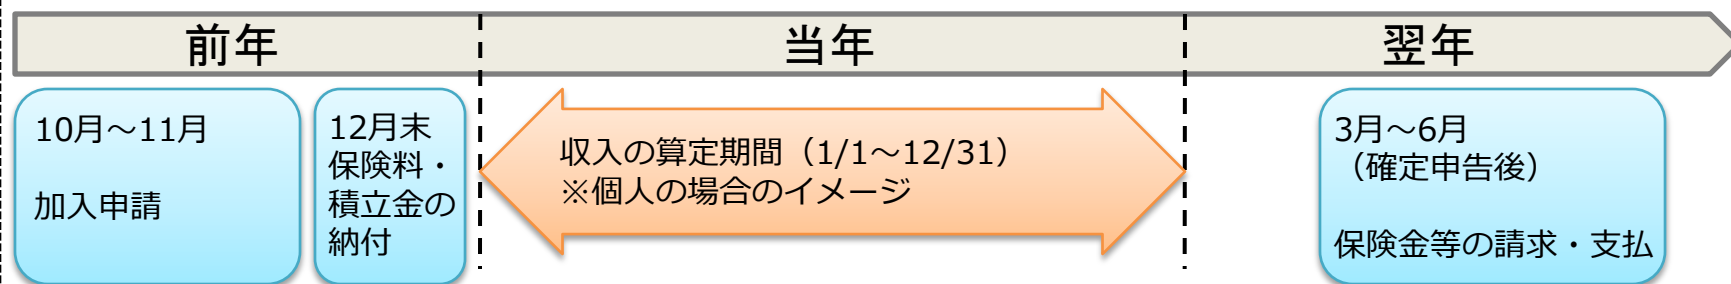 前年
当年
翌年
10月～11月
加入申請
12月末
保険料・
積立金の
納付
収入の算定期間（1/1～12/31）
※個人の場合のイメージ
3月～6月
（確定申告後）
保険金等の請求・支払